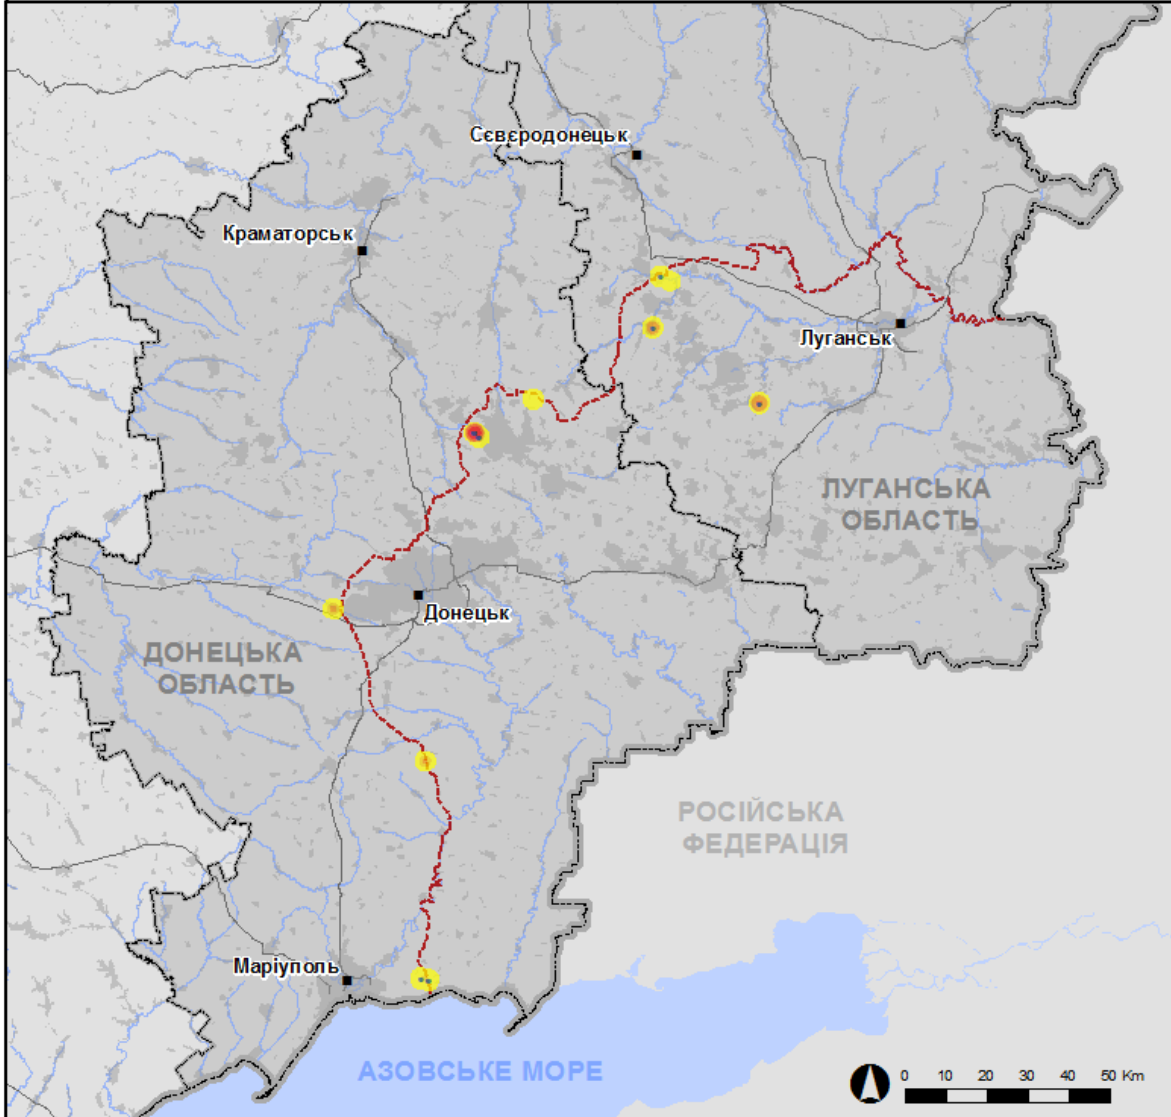 Сєвєродонецьк
Краматорськ
Луганськ
ЛУГАНСЬКА
ОБЛАСТЬ
Донецьк
ДОНЕЦЬКА
ОБЛАСТЬ
РОСІЙСЬКА
ФЕДЕРАЦІЯ
Маріуполь
АЗОВСЬКЕ МОРЕ
0 10 20 30 40 50 Km